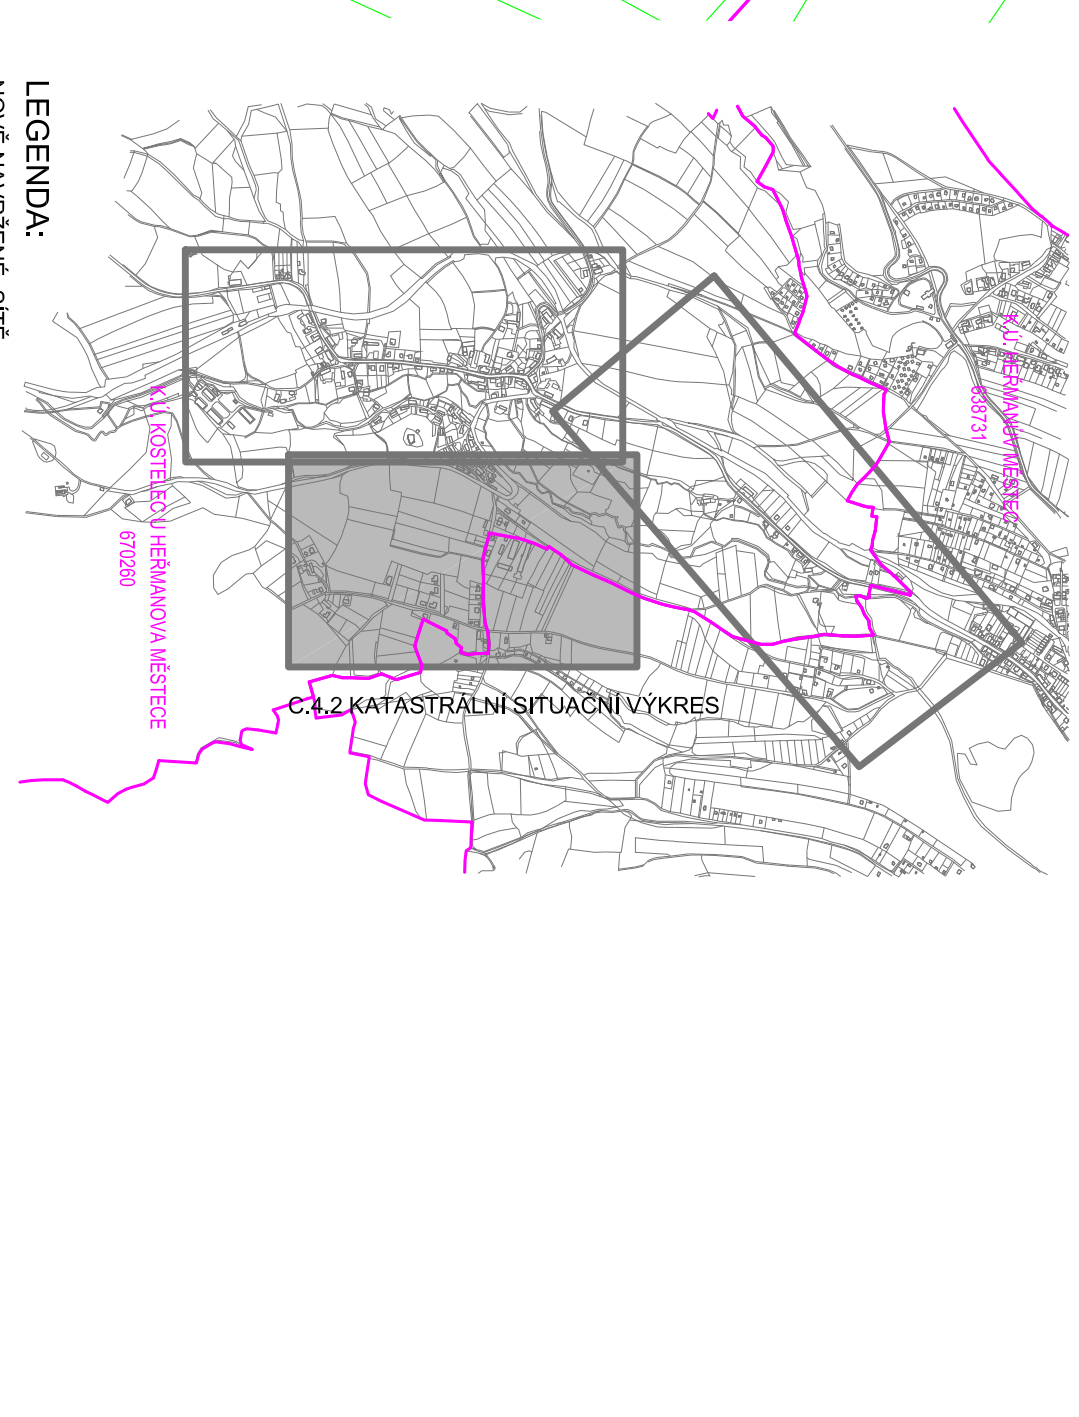 LEGENDA:
K.Ú. HEŘMANŮV MĚSTEC
638731
K.Ú. KOSTELEC U HEŘMANOVA MĚSTECE
670260
C.4.2 KATASTRÁLNÍ SITUAČNÍ VÝKRES